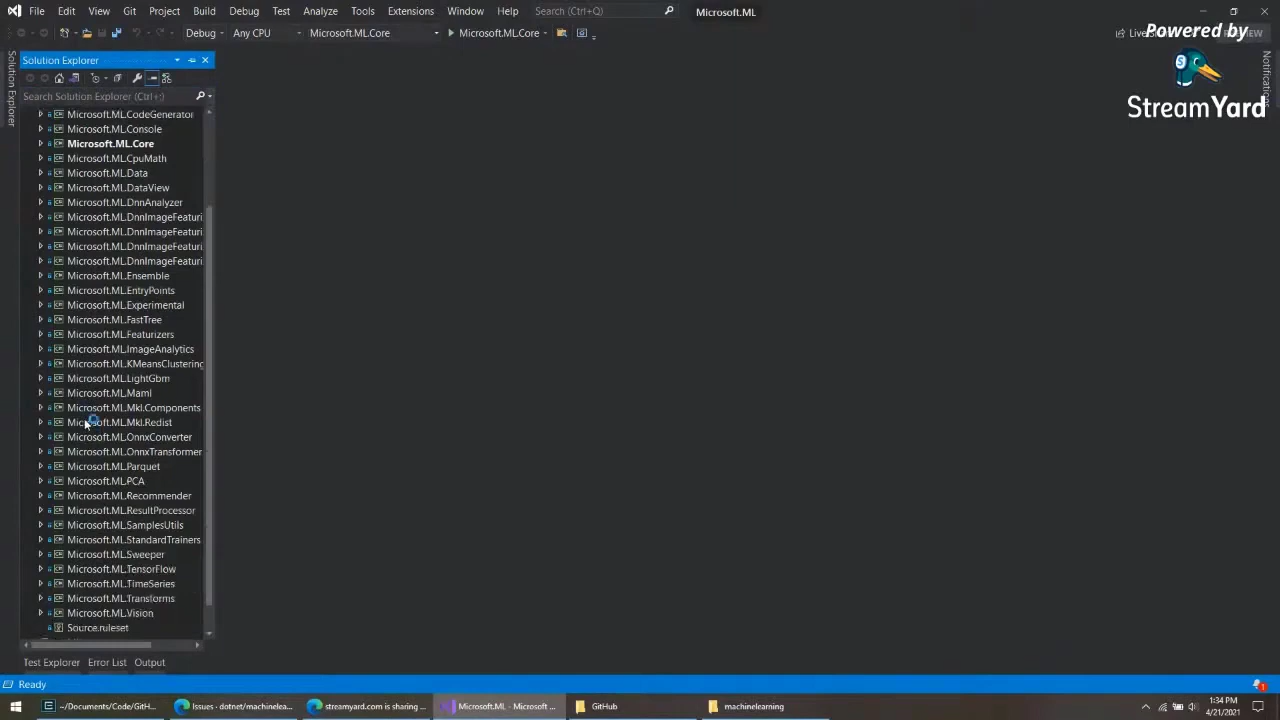 File Edit View Git Project Build Debug Test Analyze Tools Extensions Window Help Search (Ctrl+Q) Microsoft.ML
Debug Any CPU Microsoft.ML.Core Microsoft.ML.Core Live
Powered by
StreamYard
Solution Explorer
Solution Explorer
Notifications
Search Solution Explorer (Ctrl+;)
Microsoft.ML.CodeGenerator
Microsoft.ML.Console
Microsoft.ML.Core
Microsoft.ML.CpuMath
Microsoft.ML.Data
Microsoft.ML.DataView
Microsoft.ML.DnnAnalyzer
Microsoft.ML.DnnImageFeaturi
Microsoft.ML.DnnImageFeaturi
Microsoft.ML.DnnImageFeaturi
Microsoft.ML.DnnImageFeaturi
Microsoft.ML.Ensemble
Microsoft.ML.EntryPoints
Microsoft.ML.Experimental
Microsoft.ML.FastTree
Microsoft.ML.Featurizers
Microsoft.ML.ImageAnalytics
Microsoft.ML.KMeansClustering
Microsoft.ML.LightGbm
Microsoft.ML.Maml
Microsoft.ML.Mkl.Components
Microsoft.ML.Mkl.Redist
Microsoft.ML.OnnxConverter
Microsoft.ML.OnnxTransformer
Microsoft.ML.Parquet
Microsoft.ML.PCA
Microsoft.ML.Recommender
Microsoft.ML.ResultProcessor
Microsoft.ML.SamplesUtils
Microsoft.ML.StandardTrainers
Microsoft.ML.Sweeper
Microsoft.ML.TensorFlow
Microsoft.ML.TimeSeries
Microsoft.ML.Transforms
Microsoft.ML.Vision
Source.ruleset
Test Explorer Error List Output
Ready
~/Documents/Code/GitH... Issues · dotnet/machinelea... streamyard.com is sharing ... Microsoft.ML - Microsoft ... GitHub machinelearning
1:34 PM
4/21/2021